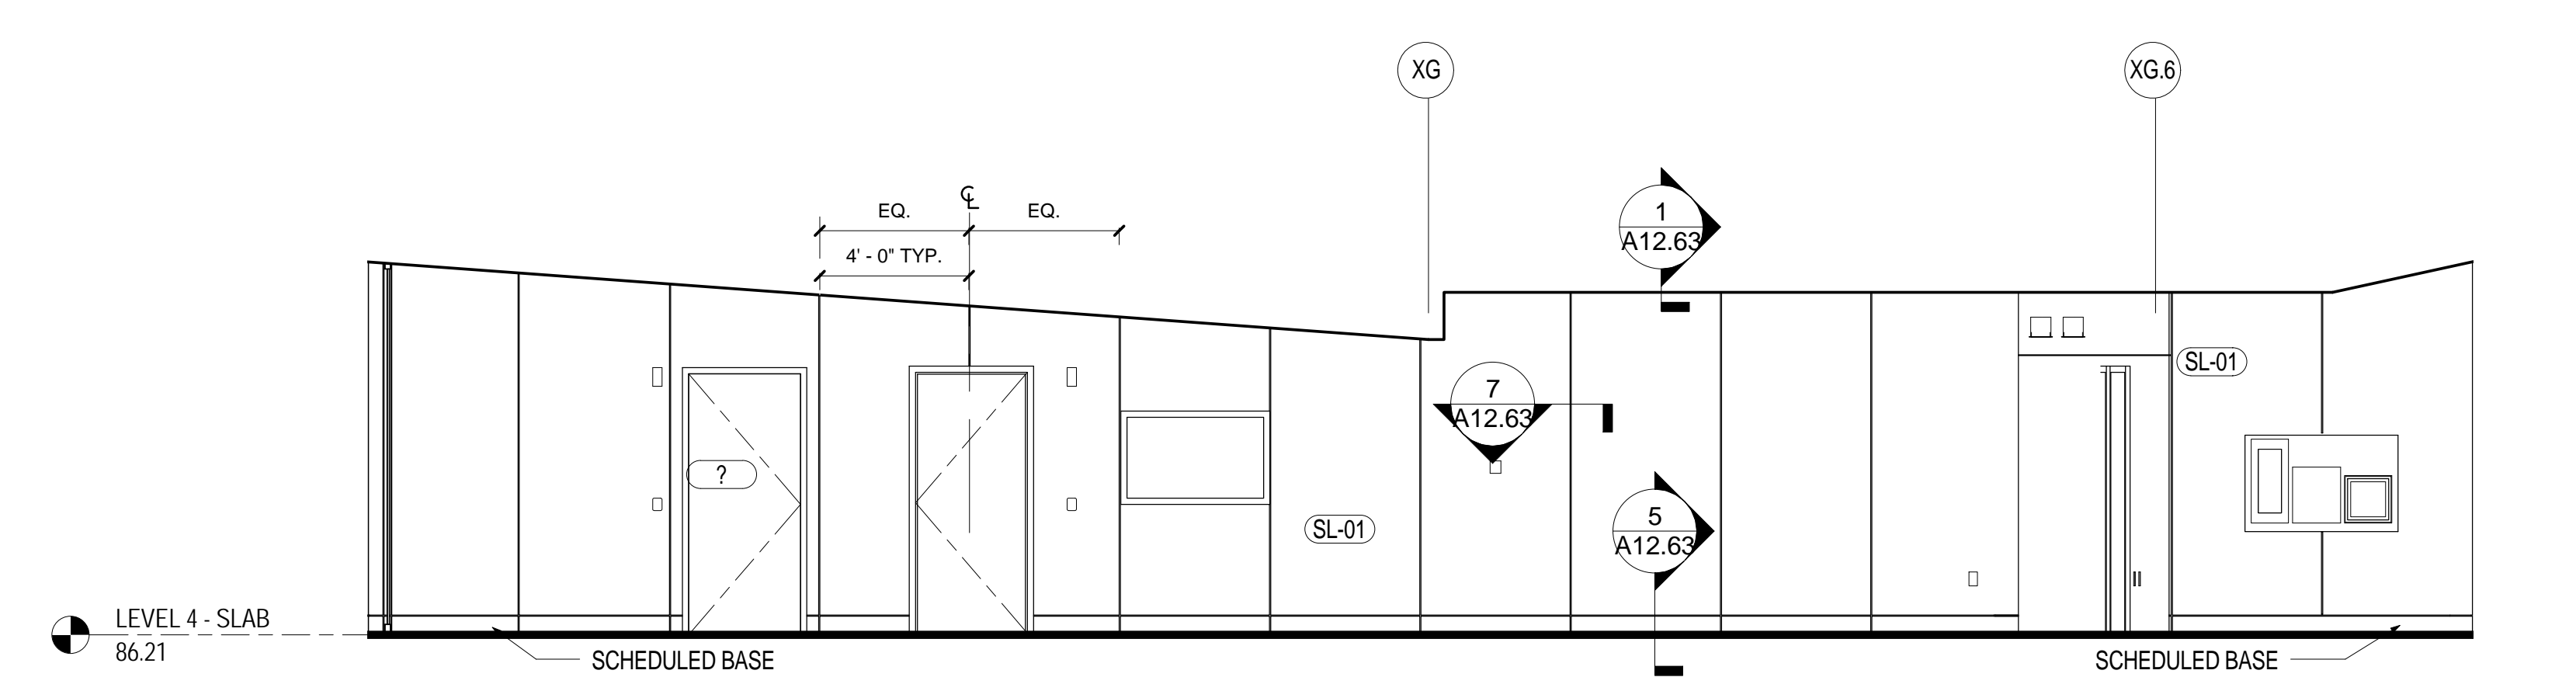 XG
XG.6
℄
EQ.
EQ.
4' - 0" TYP.
1
A12.63
SL-01
7
A12.63
?
SL-01
5
A12.63
LEVEL 4 - SLAB
86.21
SCHEDULED BASE
SCHEDULED BASE